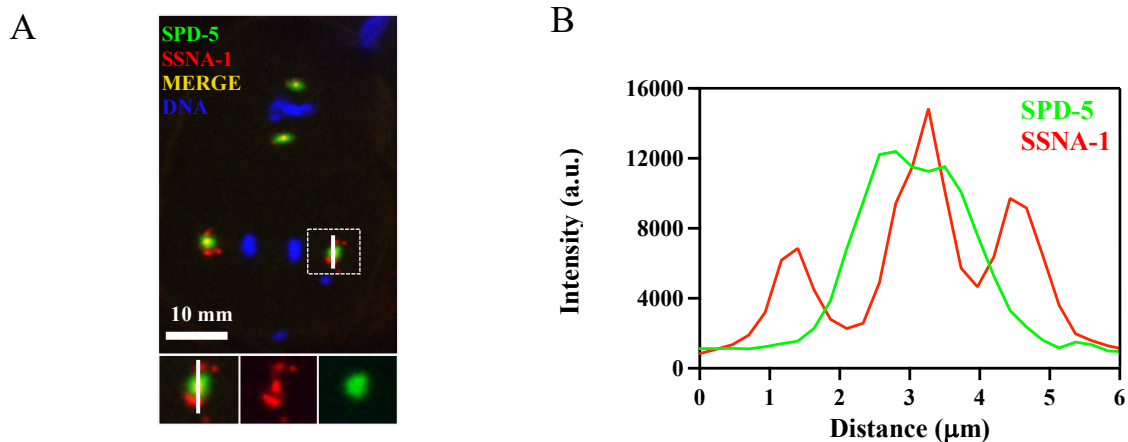 A
SPD-5
SSNA-1
MERGE
DNA
10 mm
B
16000
12000
8000
4000
0
Intensity (a.u.)
SPD-5
SSNA-1
0 1 2 3 4 5 6
Distance (μm)